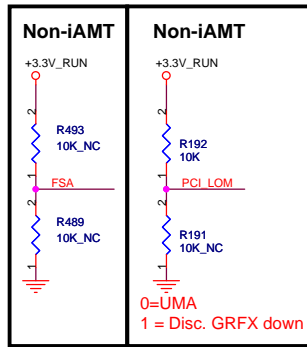 Non-iAMT
+3.3V_RUN
2
R493
10K_NC
1
FSA
2
R489
10K_NC
1
Non-iAMT
+3.3V_RUN
2
R192
10K
1
PCI_LOM
2
R191
10K_NC
1
0=UMA
1 = Disc. GRFX down